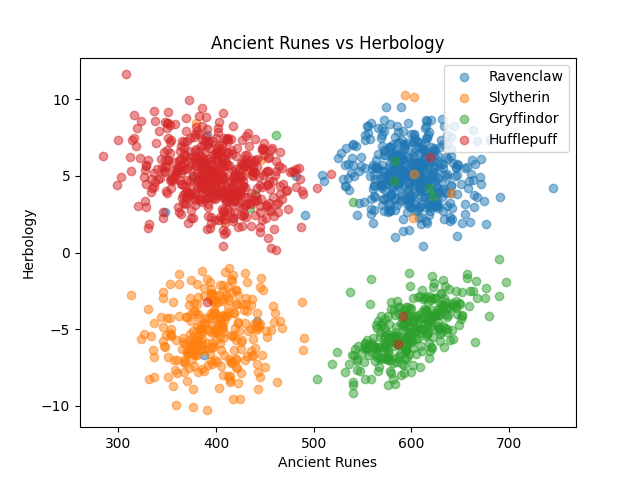 Ancient Runes vs Herbology
Ravenclaw
Slytherin
Gryffindor
Hufflepuff
Herbology
10
5
0
−5
−10
300
400
500
600
700
Ancient Runes